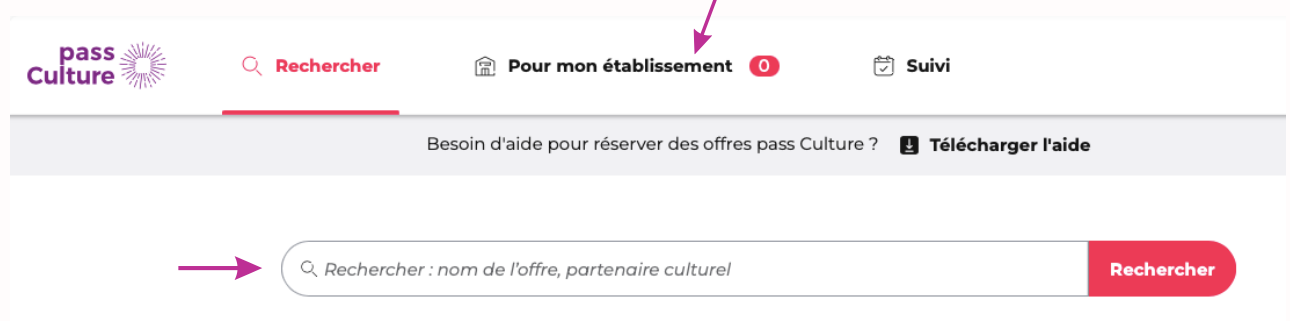 pass
Culture
Rechercher
Pour mon établissement 0
Suivi
Besoin d'aide pour réserver des offres pass Culture ? Télécharger l'aide
Rechercher : nom de l’offre, partenaire culturel
Rechercher